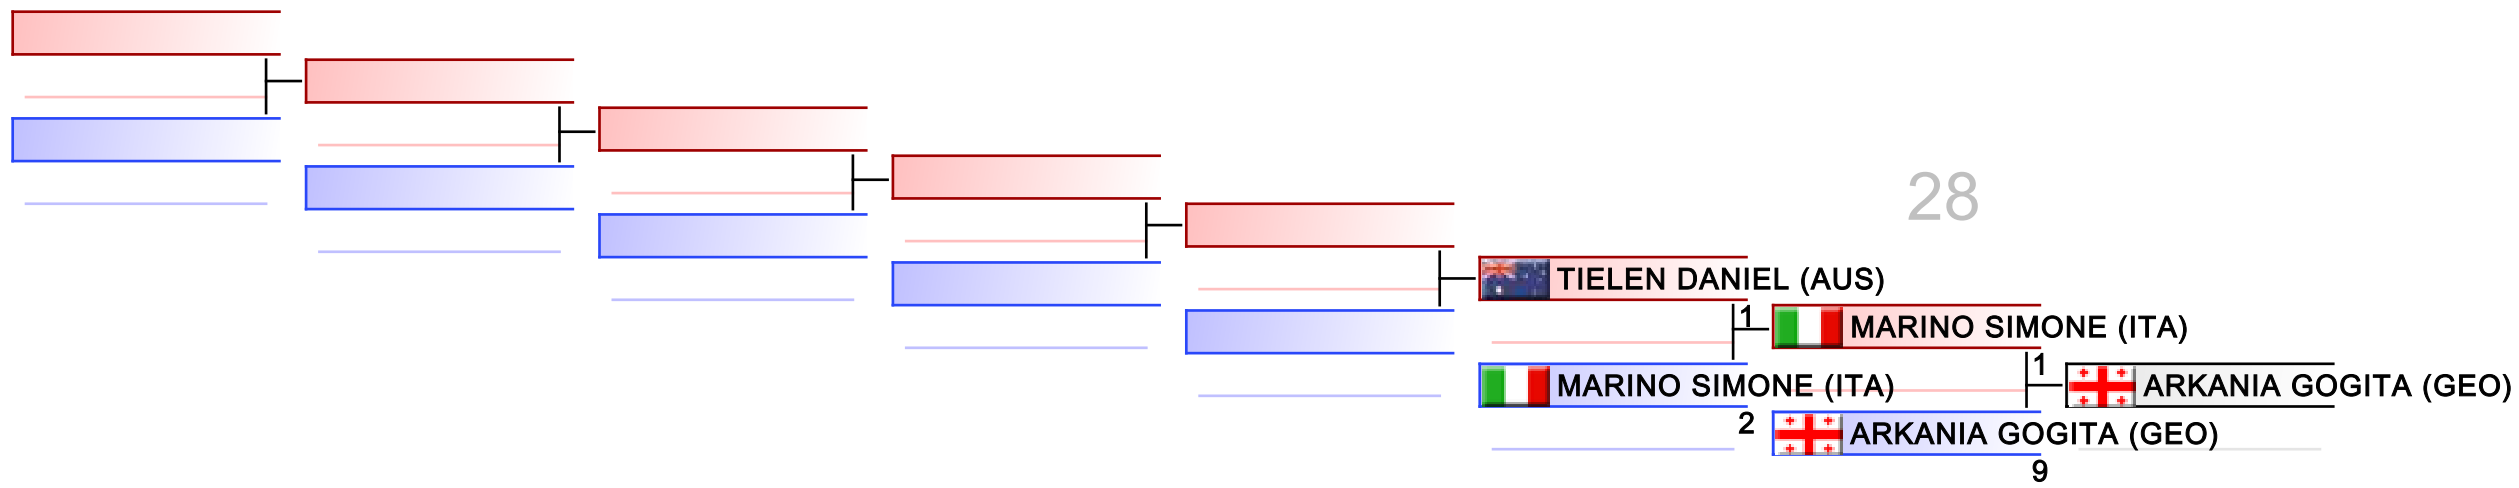 28
TIELEN DANIEL (AUS)
1
MARINO SIMONE (ITA)
MARINO SIMONE (ITA)
1
ARKANIA GOGITA (GEO)
2
ARKANIA GOGITA (GEO)
9